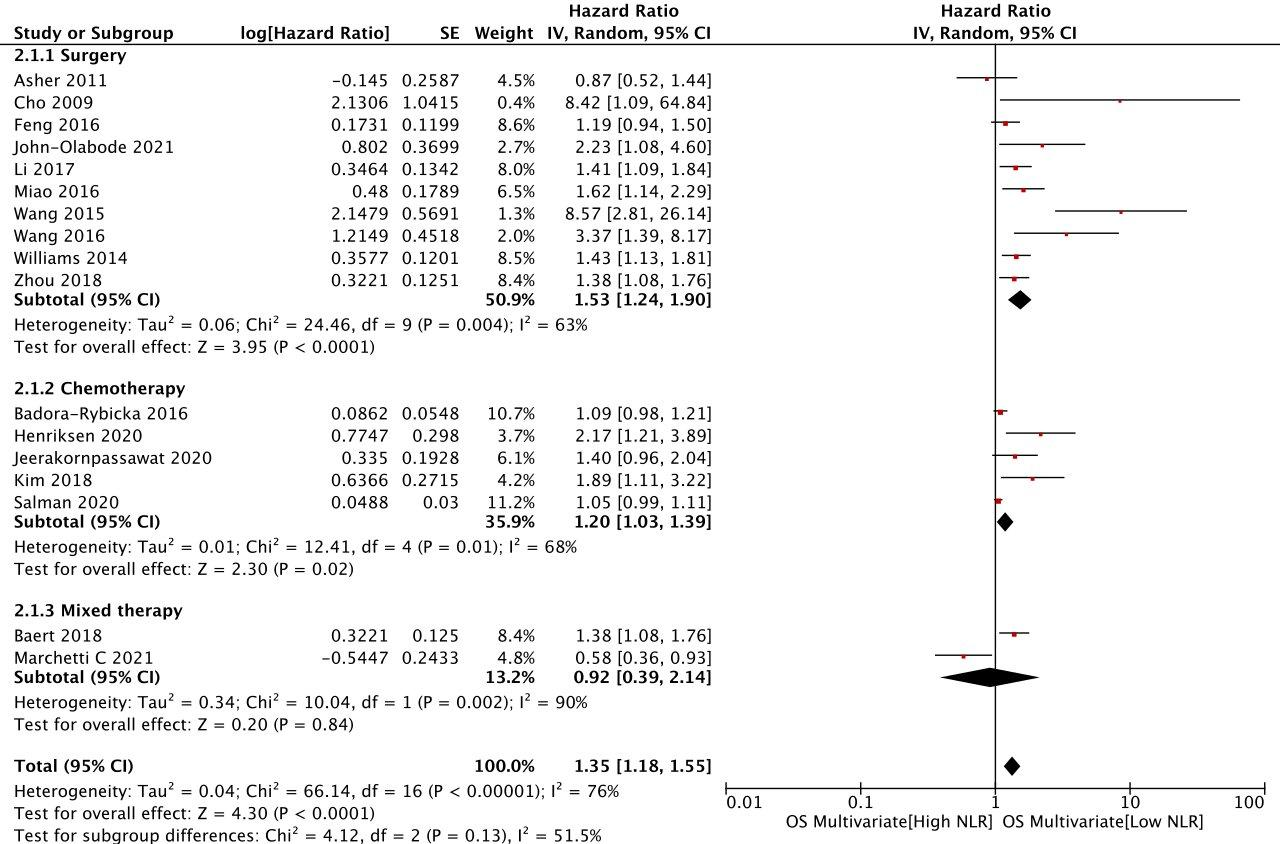 Hazard Ratio Hazard Ratio
Study or Subgroup log[Hazard Ratio] SE Weight IV, Random, 95% CI IV, Random, 95% CI
2.1.1 Surgery
Asher 2011 −0.145 0.2587 4.5% 0.87 [0.52, 1.44]
Cho 2009 2.1306 1.0415 0.4% 8.42 [1.09, 64.84]
Feng 2016 0.1731 0.1199 8.6% 1.19 [0.94, 1.50]
John−Olabode 2021 0.802 0.3699 2.7% 2.23 [1.08, 4.60]
Li 2017 0.3464 0.1342 8.0% 1.41 [1.09, 1.84]
Miao 2016 0.48 0.1789 6.5% 1.62 [1.14, 2.29]
Wang 2015 2.1479 0.5691 1.3% 8.57 [2.81, 26.14]
Wang 2016 1.2149 0.4518 2.0% 3.37 [1.39, 8.17]
Williams 2014 0.3577 0.1201 8.5% 1.43 [1.13, 1.81]
Zhou 2018 0.3221 0.1251 8.4% 1.38 [1.08, 1.76]
Subtotal (95% CI) 50.9% 1.53 [1.24, 1.90]
Heterogeneity: Tau² = 0.06; Chi² = 24.46, df = 9 (P = 0.004); I² = 63%
Test for overall effect: Z = 3.95 (P < 0.0001)
2.1.2 Chemotherapy
Badora−Rybicka 2016 0.0862 0.0548 10.7% 1.09 [0.98, 1.21]
Henriksen 2020 0.7747 0.298 3.7% 2.17 [1.21, 3.89]
Jeerakornpassawat 2020 0.335 0.1928 6.1% 1.40 [0.96, 2.04]
Kim 2018 0.6366 0.2715 4.2% 1.89 [1.11, 3.22]
Salman 2020 0.0488 0.03 11.2% 1.05 [0.99, 1.11]
Subtotal (95% CI) 35.9% 1.20 [1.03, 1.39]
Heterogeneity: Tau² = 0.01; Chi² = 12.41, df = 4 (P = 0.01); I² = 68%
Test for overall effect: Z = 2.30 (P = 0.02)
2.1.3 Mixed therapy
Baert 2018 0.3221 0.125 8.4% 1.38 [1.08, 1.76]
Marchetti C 2021 −0.5447 0.2433 4.8% 0.58 [0.36, 0.93]
Subtotal (95% CI) 13.2% 0.92 [0.39, 2.14]
Heterogeneity: Tau² = 0.34; Chi² = 10.04, df = 1 (P = 0.002); I² = 90%
Test for overall effect: Z = 0.20 (P = 0.84)
Total (95% CI) 100.0% 1.35 [1.18, 1.55]
Heterogeneity: Tau² = 0.04; Chi² = 66.14, df = 16 (P < 0.00001); I² = 76%
Test for overall effect: Z = 4.30 (P < 0.0001)
Test for subgroup differences: Chi² = 4.12, df = 2 (P = 0.13), I² = 51.5%
0.01 0.1 1 10 100
OS Multivariate[High NLR] OS Multivariate[Low NLR]